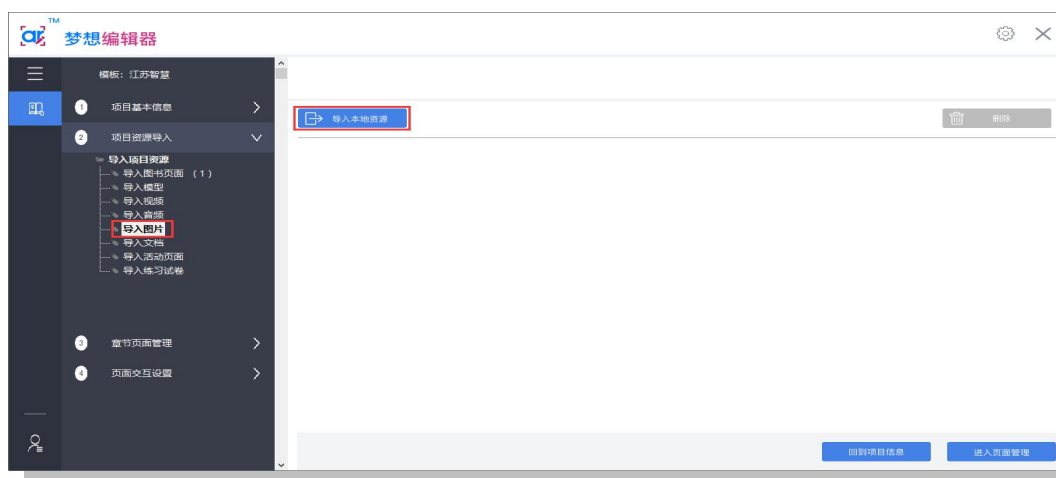 ar TM
梦想编辑器
模板：江苏智慧
1 项目基本信息
导入本地资源
删除
2 项目资源导入
导入项目资源
导入图书页面 (1)
导入模型
导入视频
导入音频
导入图片
导入文档
导入活动页面
导入练习试卷
3 章节页面管理
4 页面交互设置
回到项目信息
进入页面管理